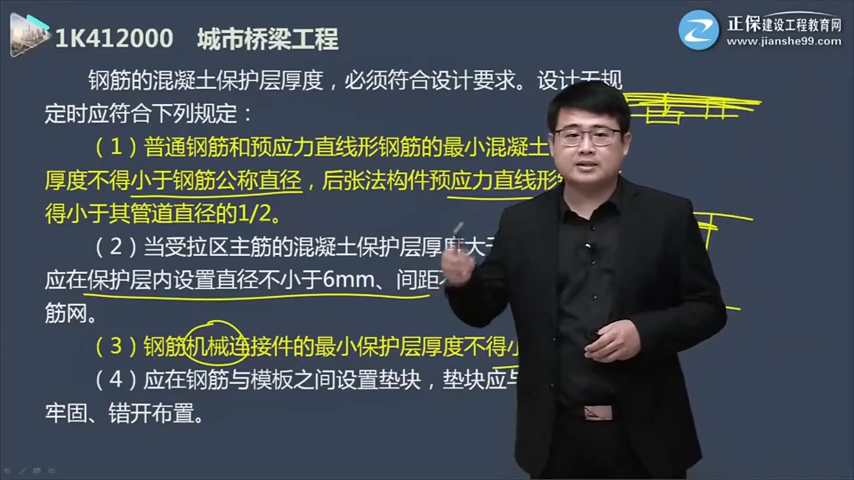 1K412000 城市桥梁工程
正保建设工程教育网
www.jianshe99.com
钢筋的混凝土保护层厚度，必须符合设计要求。设计无规
定时应符合下列规定：
（1）普通钢筋和预应力直线形钢筋的最小混凝土
厚度不得小于钢筋公称直径，后张法构件预应力直线形
得小于其管道直径的1/2。
（2）当受拉区主筋的混凝土保护层厚度大
应在保护层内设置直径不小于6mm、间距
筋网。
（3）钢筋机械连接件的最小保护层厚度不得小
（4）应在钢筋与模板之间设置垫块，垫块应与
牢固、错开布置。